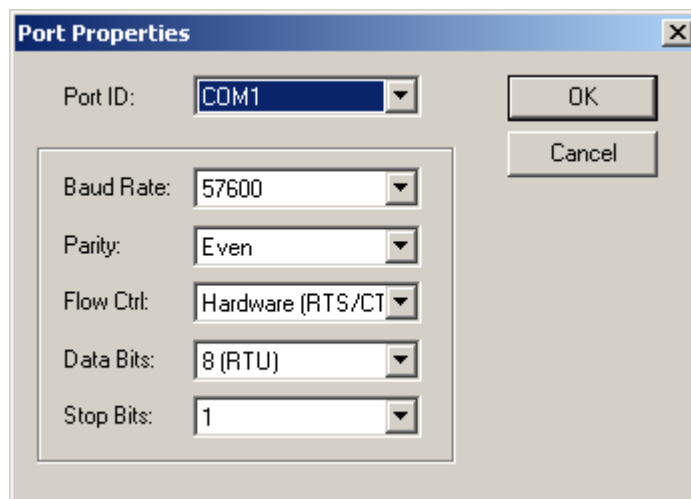 Port Properties
Port ID: COM1
OK
Cancel
Baud Rate: 57600
Parity: Even
Flow Ctrl: Hardware (RTS/CT
Data Bits: 8 (RTU)
Stop Bits: 1